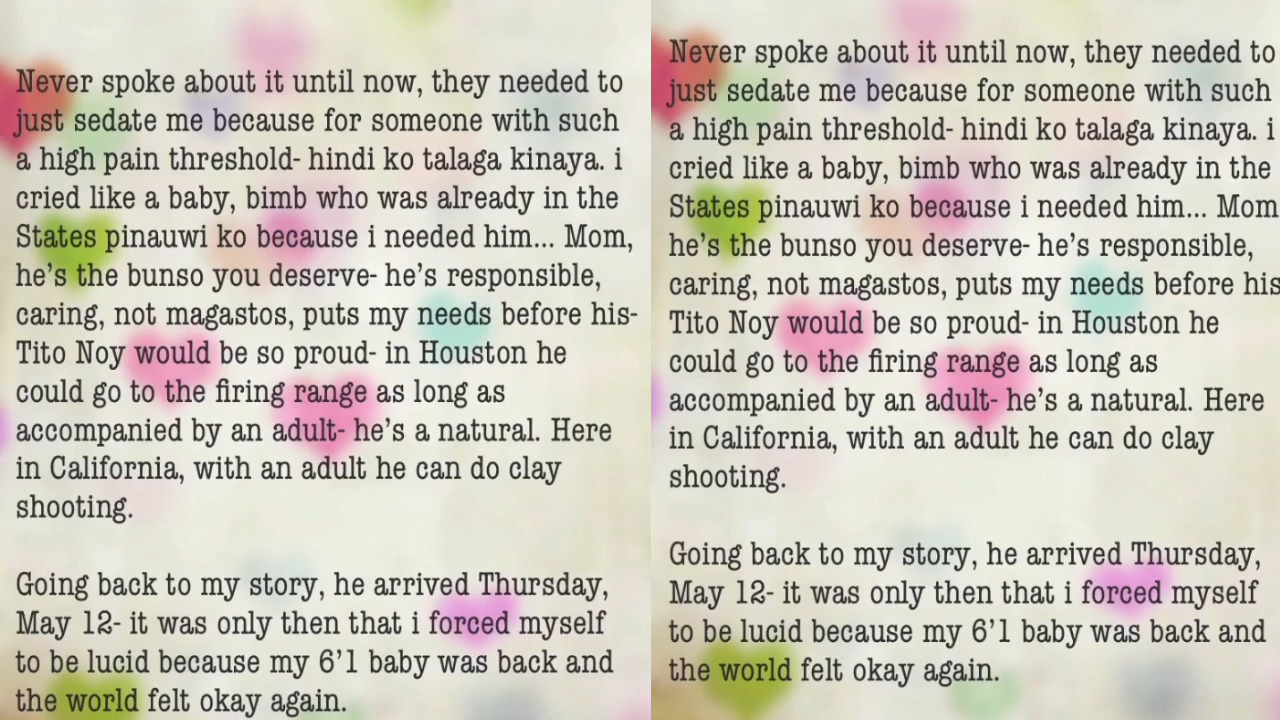 Never spoke about it until now, they needed to
just sedate me because for someone with such
a high pain threshold- hindi ko talaga kinaya. i
cried like a baby, bimb who was already in the
States pinauwi ko because i needed him... Mom,
he's the bunso you deserve- he's responsible,
caring, not magastos, puts my needs before his-
Tito Noy would be so proud- in Houston he
could go to the firing range as long as
accompanied by an adult- he's a natural. Here
in California, with an adult he can do clay
shooting.
Going back to my story, he arrived Thursday,
May 12- it was only then that i forced myself
to be lucid because my 6'1 baby was back and
the world felt okay again.
Never spoke about it until now, they needed to
just sedate me because for someone with such
a high pain threshold- hindi ko talaga kinaya. i
cried like a baby, bimb who was already in the
States pinauwi ko because i needed him... Mom
he's the bunso you deserve- he's responsible,
caring, not magastos, puts my needs before his
Tito Noy would be so proud- in Houston he
could go to the firing range as long as
accompanied by an adult- he's a natural. Here
in California, with an adult he can do clay
shooting.
Going back to my story, he arrived Thursday,
May 12- it was only then that i forced myself
to be lucid because my 6'1 baby was back and
the world felt okay again.